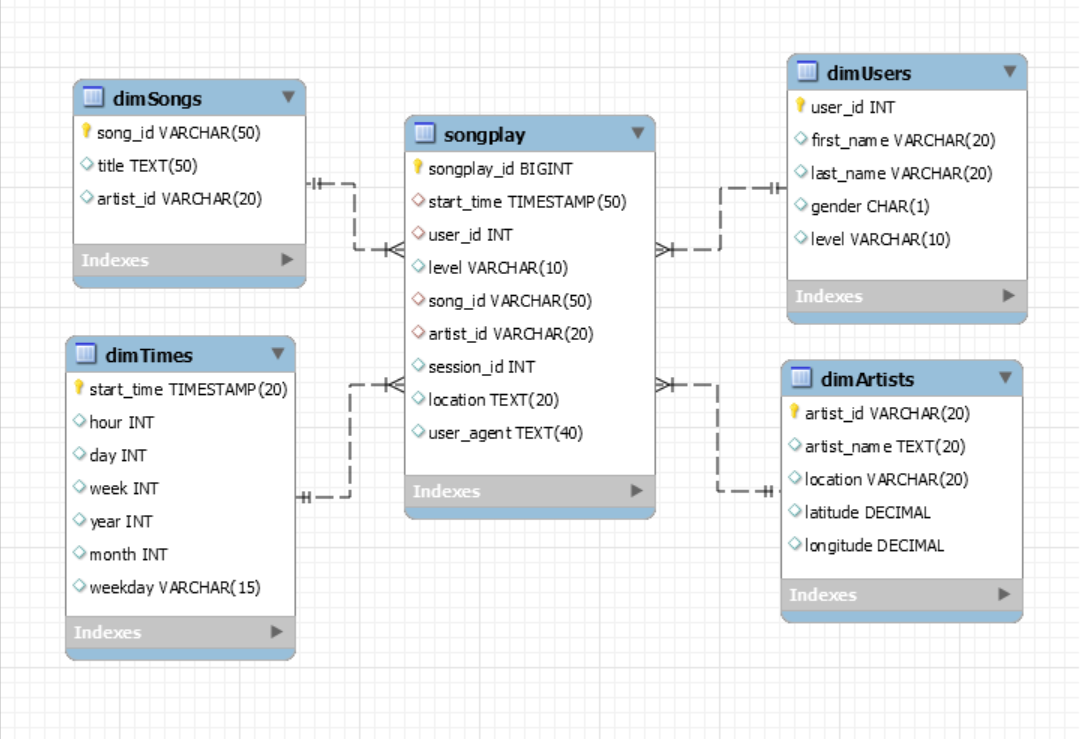 dimSongs
song_id VARCHAR(50)
title TEXT(50)
artist_id VARCHAR(20)
Indexes
dimTimes
start_time TIMESTAMP(20)
hour INT
day INT
week INT
year INT
month INT
weekday VARCHAR(15)
Indexes
songplay
songplay_id BIGINT
start_time TIMESTAMP(50)
user_id INT
level VARCHAR(10)
song_id VARCHAR(50)
artist_id VARCHAR(20)
session_id INT
location TEXT(20)
user_agent TEXT(40)
Indexes
dimUsers
user_id INT
first_name VARCHAR(20)
last_name VARCHAR(20)
gender CHAR(1)
level VARCHAR(10)
Indexes
dimArtists
artist_id VARCHAR(20)
artist_name TEXT(20)
location VARCHAR(20)
latitude DECIMAL
longitude DECIMAL
Indexes